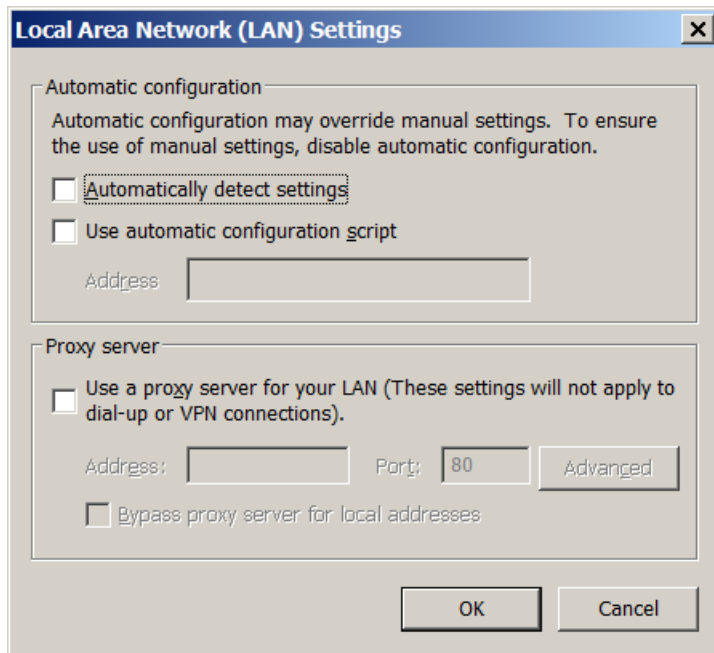 Local Area Network (LAN) Settings
Automatic configuration
Automatic configuration may override manual settings.  To ensure
the use of manual settings, disable automatic configuration.
Automatically detect settings
Use automatic configuration script
Address
Proxy server
Use a proxy server for your LAN (These settings will not apply to
dial-up or VPN connections).
Address: Port: 80 Advanced
Bypass proxy server for local addresses
OK Cancel